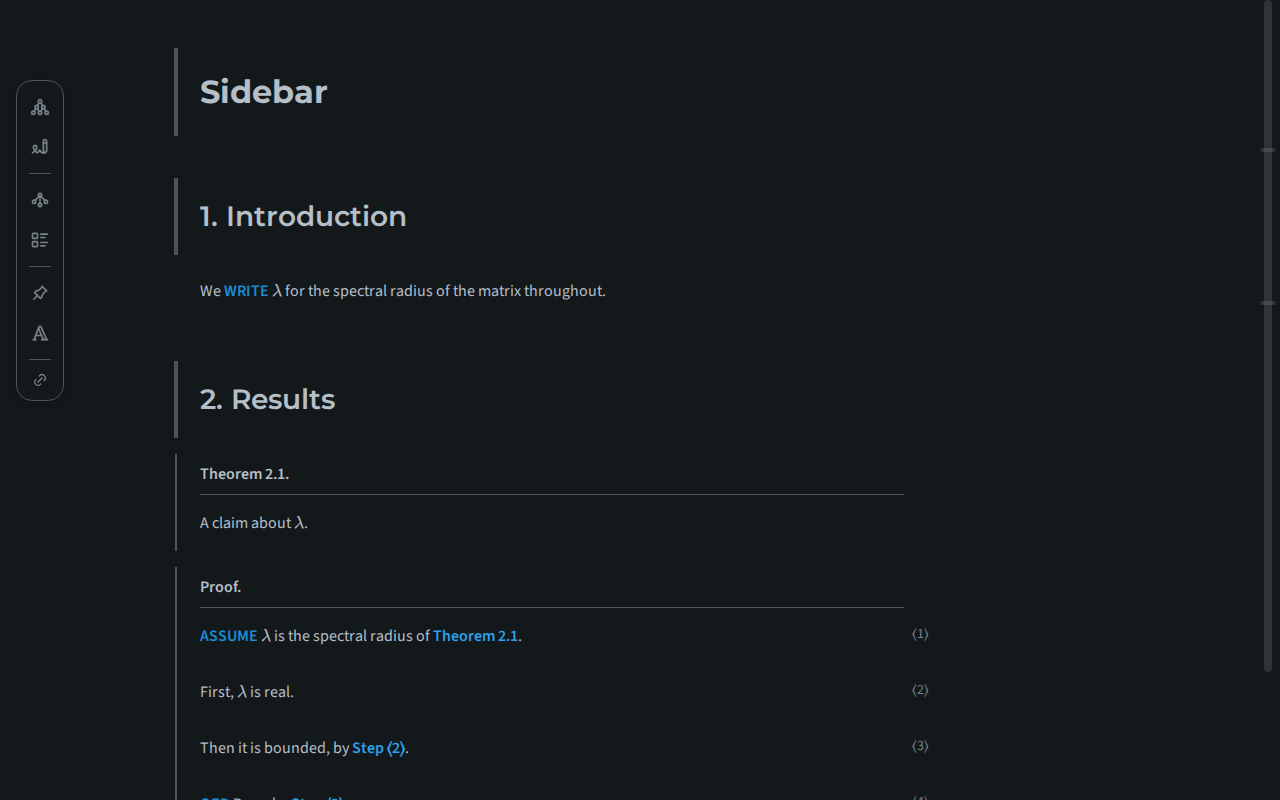 Sidebar
1. Introduction
We WRITE λ for the spectral radius of the matrix throughout.
2. Results
Theorem 2.1.
A claim about λ.
Proof.
ASSUME λ is the spectral radius of Theorem 2.1. ⟨1⟩
First, λ is real. ⟨2⟩
Then it is bounded, by Step ⟨2⟩. ⟨3⟩